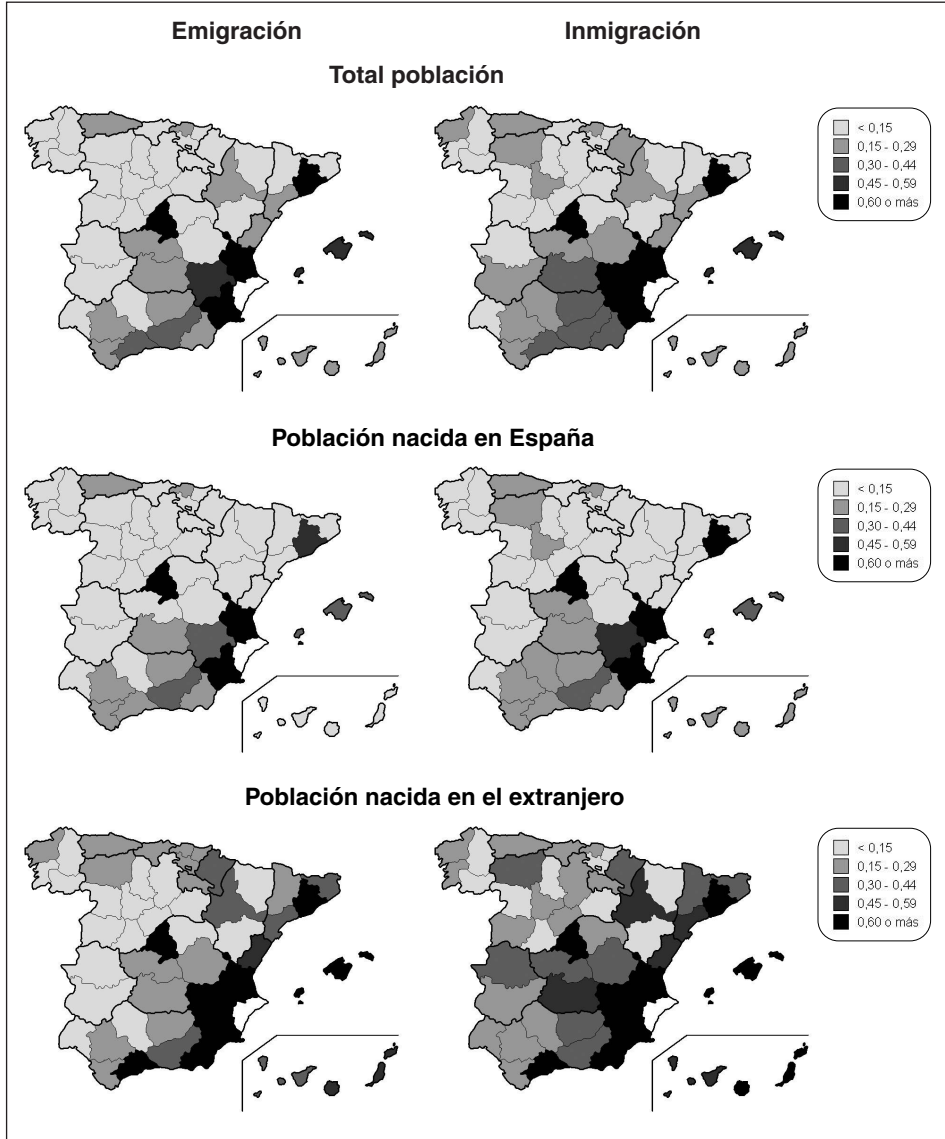 Emigración Inmigración
Total población
< 0,15
0,15 - 0,29
0,30 - 0,44
0,45 - 0,59
0,60 o más
Población nacida en España
< 0,15
0,15 - 0,29
0,30 - 0,44
0,45 - 0,59
0,60 o más
Población nacida en el extranjero
< 0,15
0,15 - 0,29
0,30 - 0,44
0,45 - 0,59
0,60 o más